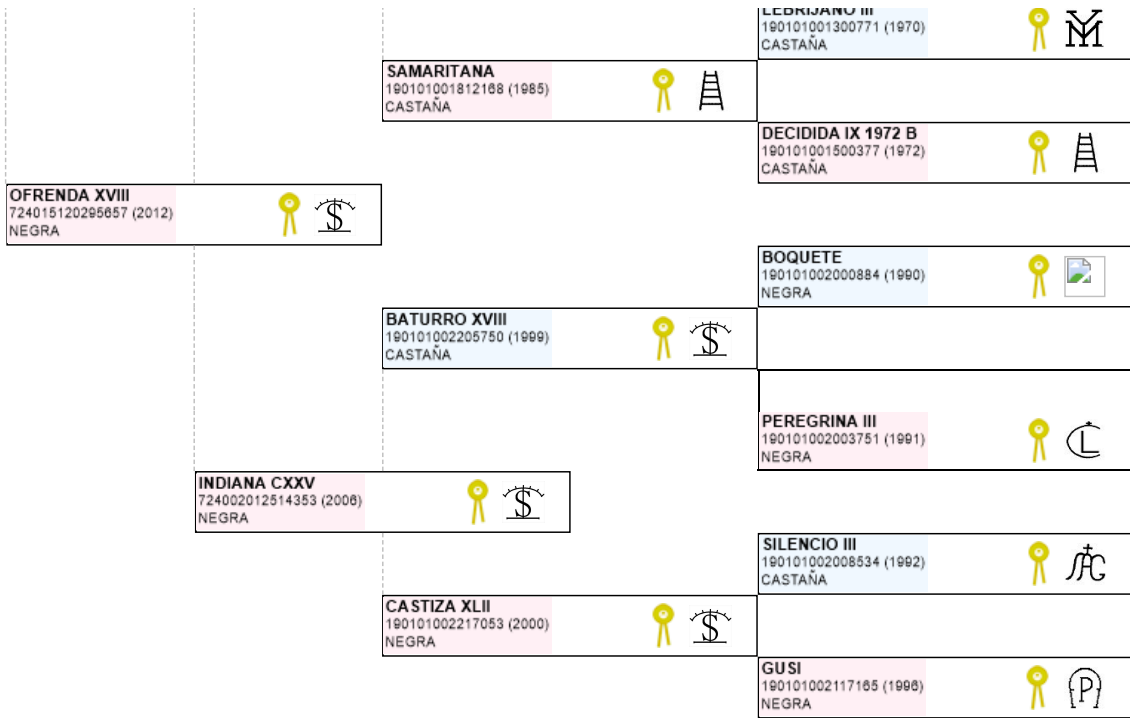 LEBRIJANO III
190101001300771 (1970)
CASTAÑA
SAMARITANA
190101001812168 (1985)
CASTAÑA
DECIDIDA IX 1972 B
190101001500377 (1972)
CASTAÑA
OFRENDA XVIII
724015120295657 (2012)
NEGRA
BOQUETE
190101002000884 (1990)
NEGRA
BATURRO XVIII
190101002205750 (1999)
CASTAÑA
PEREGRINA III
190101002003751 (1991)
NEGRA
INDIANA CXXV
724002012514353 (2006)
NEGRA
SILENCIO III
190101002008534 (1992)
CASTAÑA
CASTIZA XLII
190101002217053 (2000)
NEGRA
GUSI
190101002117165 (1996)
NEGRA